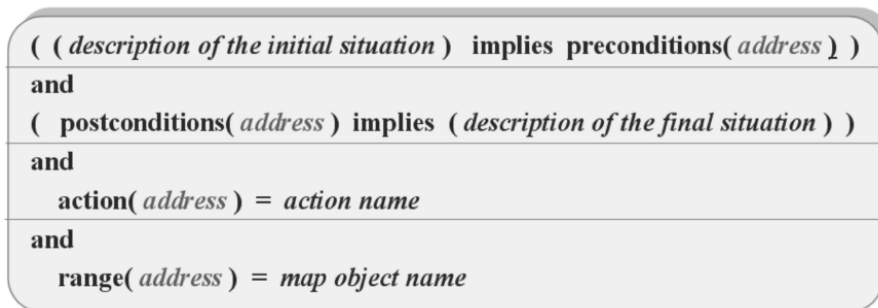 ( ( description of the initial situation ) implies preconditions( address ) )
and
( postconditions( address ) implies ( description of the final situation ) )
and
action( address ) = action name
and
range( address ) = map object name